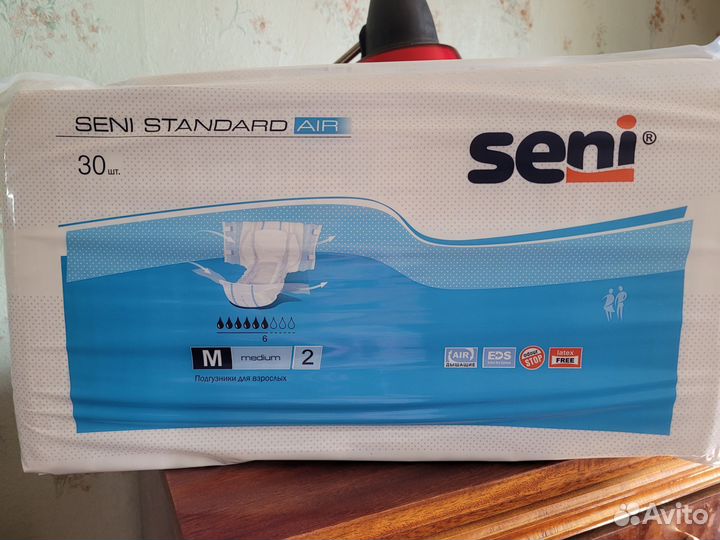 SENI STANDARD AIR
seni®
30 шт.
6
M medium 2
Подгузники для взрослых
AIR
ДЫШАЩИЕ
EDS
STOP
latex
FREE
Avito